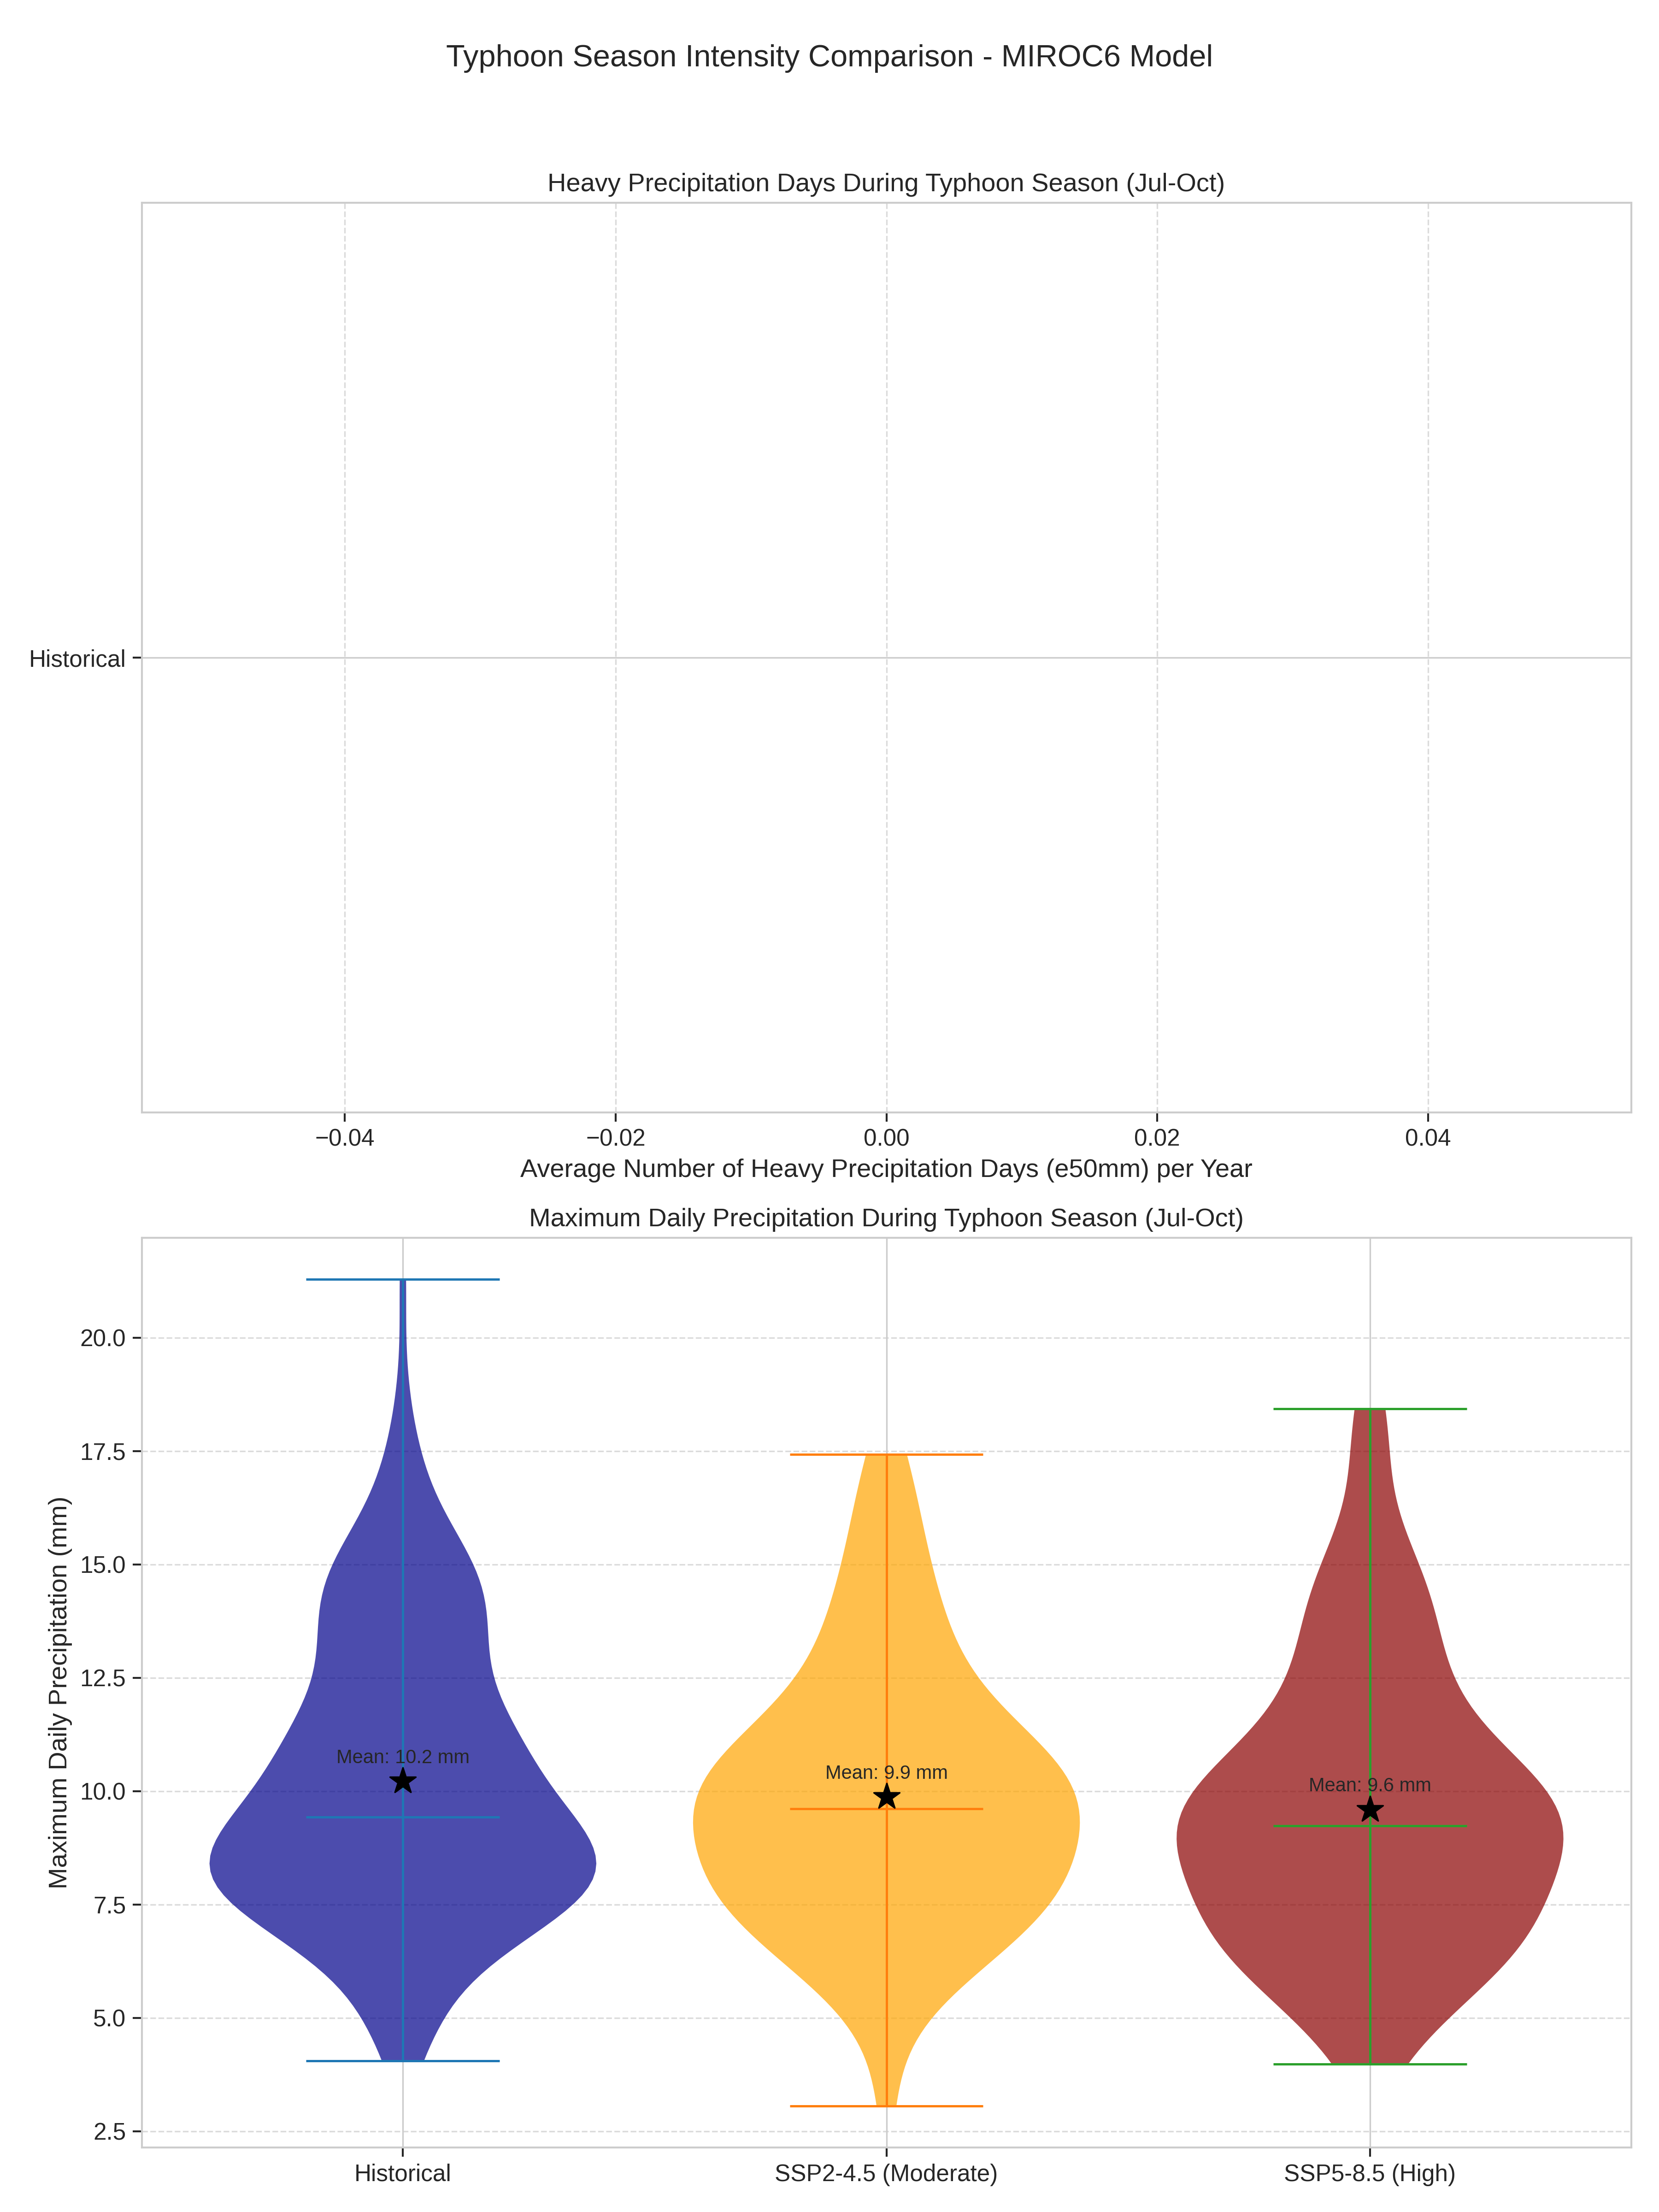 Typhoon Season Intensity Comparison - MIROC6 Model
Heavy Precipitation Days During Typhoon Season (Jul-Oct)
Historical
−0.04 −0.02 0.00 0.02 0.04
Average Number of Heavy Precipitation Days (e50mm) per Year
Maximum Daily Precipitation During Typhoon Season (Jul-Oct)
Maximum Daily Precipitation (mm)
20.0
17.5
15.0
12.5
10.0
7.5
5.0
2.5
Mean: 10.2 mm
Mean: 9.9 mm
Mean: 9.6 mm
Historical SSP2-4.5 (Moderate) SSP5-8.5 (High)